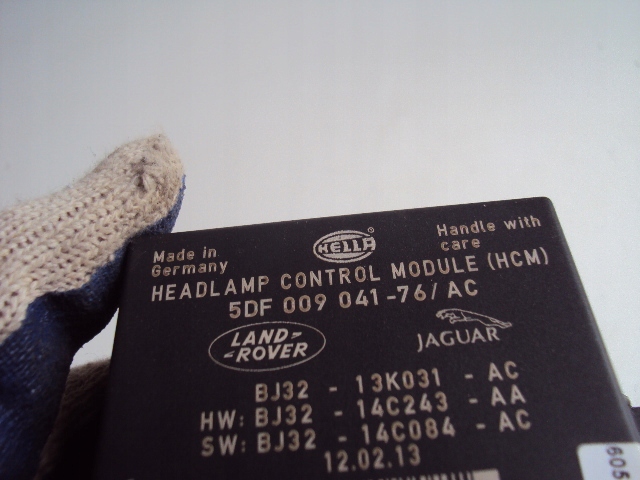 Made in
Germany
HELLA
Handle with
care
HEADLAMP CONTROL MODULE (HCM)
5DF 009 041-76/ AC
LAND-
-ROVER
JAGUAR
BJ32 - 13K031 - AC
HW: BJ32 - 14C243 - AA
SW: BJ32 - 14C084 - AC
12.02.13
605